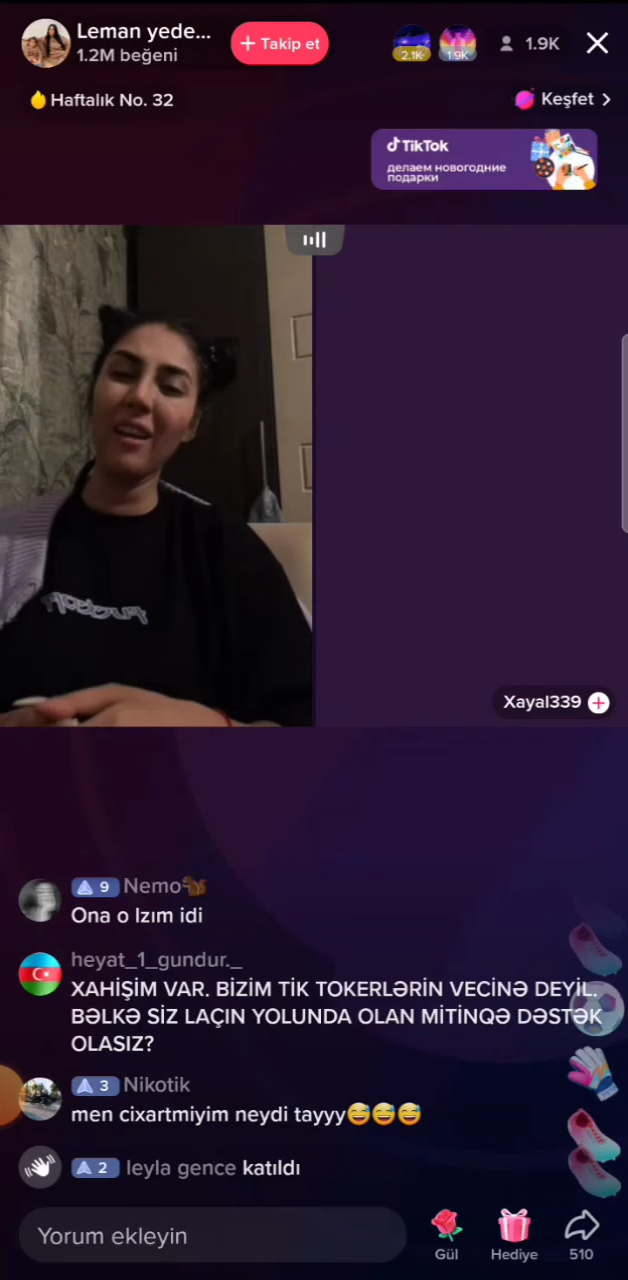 Leman yede...
1.2M beğeni
+ Takip et
2.1K
1.9K
1.9K
Haftalık No. 32
Keşfet
TikTok
делаем новогодние
подарки
Xayal339
9 Nemo
Ona o lzım idi
heyat_1_gundur._
XAHİŞİM VAR. BİZİM TİK TOKERLƏRİN VECİNƏ DEYİL.
BƏLKƏ SİZ LAÇIN YOLUNDA OLAN MİTİNQƏ DƏSTƏK
OLASIZ?
3 Nikotik
men cixartmiyim neydi tayyy😅😅😅
2 leyla gence katıldı
Yorum ekleyin
Gül
Hediye
510